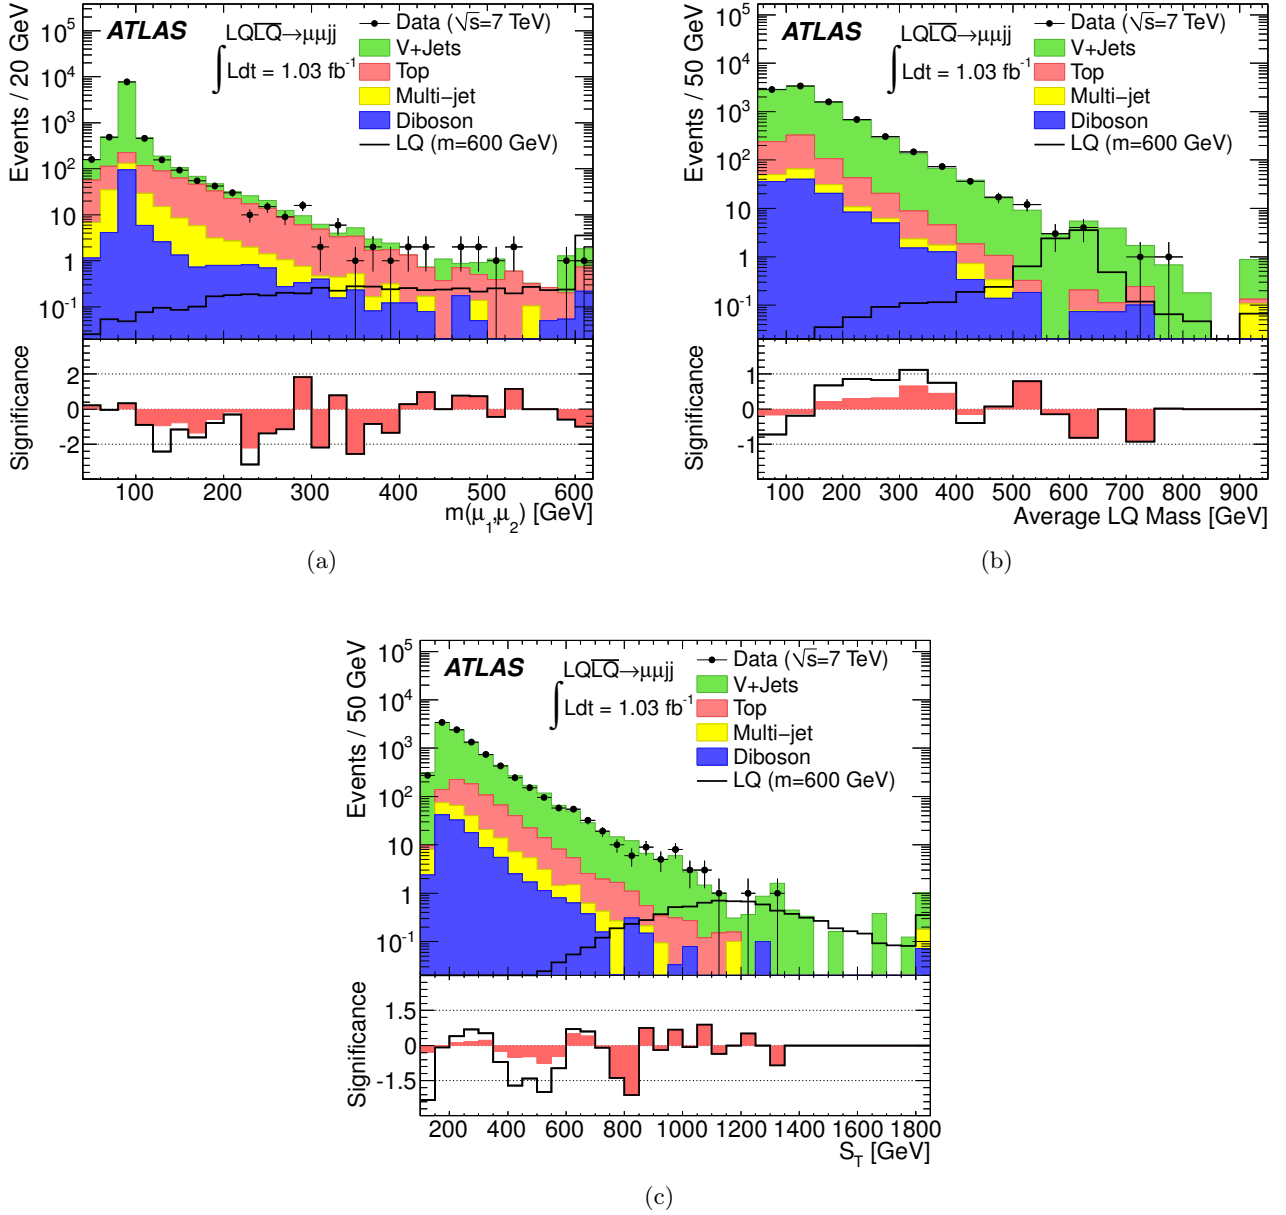 ATLAS
LQL̅Q̅→μμjj
∫Ldt = 1.03 fb⁻¹
Data (√s=7 TeV)
V+Jets
Top
Multi-jet
Diboson
LQ (m=600 GeV)
Events / 20 GeV
10⁵
10⁴
10³
10²
10
1
10⁻¹
Significance
2
0
-2
100 200 300 400 500 600
m(μ₁,μ₂) [GeV]
(a)
ATLAS
LQL̅Q̅→μμjj
∫Ldt = 1.03 fb⁻¹
Data (√s=7 TeV)
V+Jets
Top
Multi-jet
Diboson
LQ (m=600 GeV)
Events / 50 GeV
10⁵
10⁴
10³
10²
10
1
10⁻¹
Significance
1
0
-1
100 200 300 400 500 600 700 800 900
Average LQ Mass [GeV]
(b)
ATLAS
LQL̅Q̅→μμjj
∫Ldt = 1.03 fb⁻¹
Data (√s=7 TeV)
V+Jets
Top
Multi-jet
Diboson
LQ (m=600 GeV)
Events / 50 GeV
10⁵
10⁴
10³
10²
10
1
10⁻¹
Significance
1.5
0
-1.5
200 400 600 800 1000 1200 1400 1600 1800
S_T [GeV]
(c)